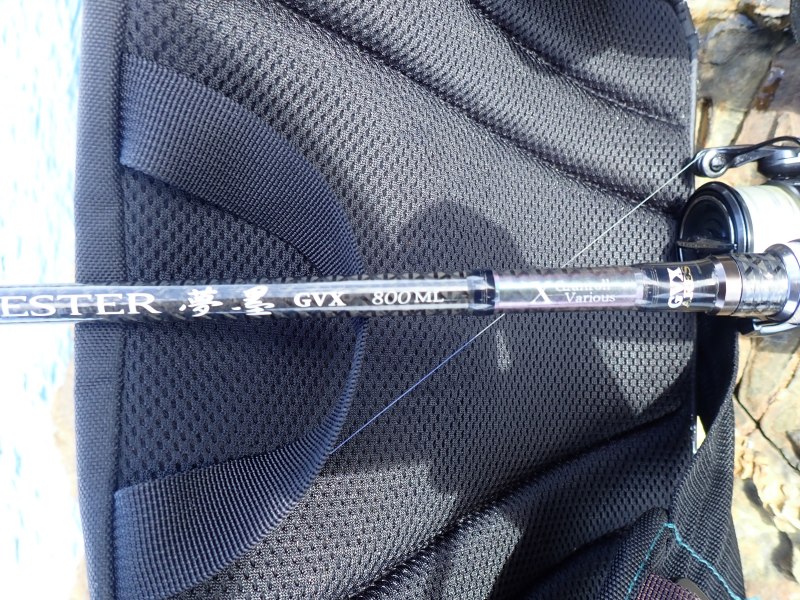 ESTER 夢墨 GVX 800ML
X
Various